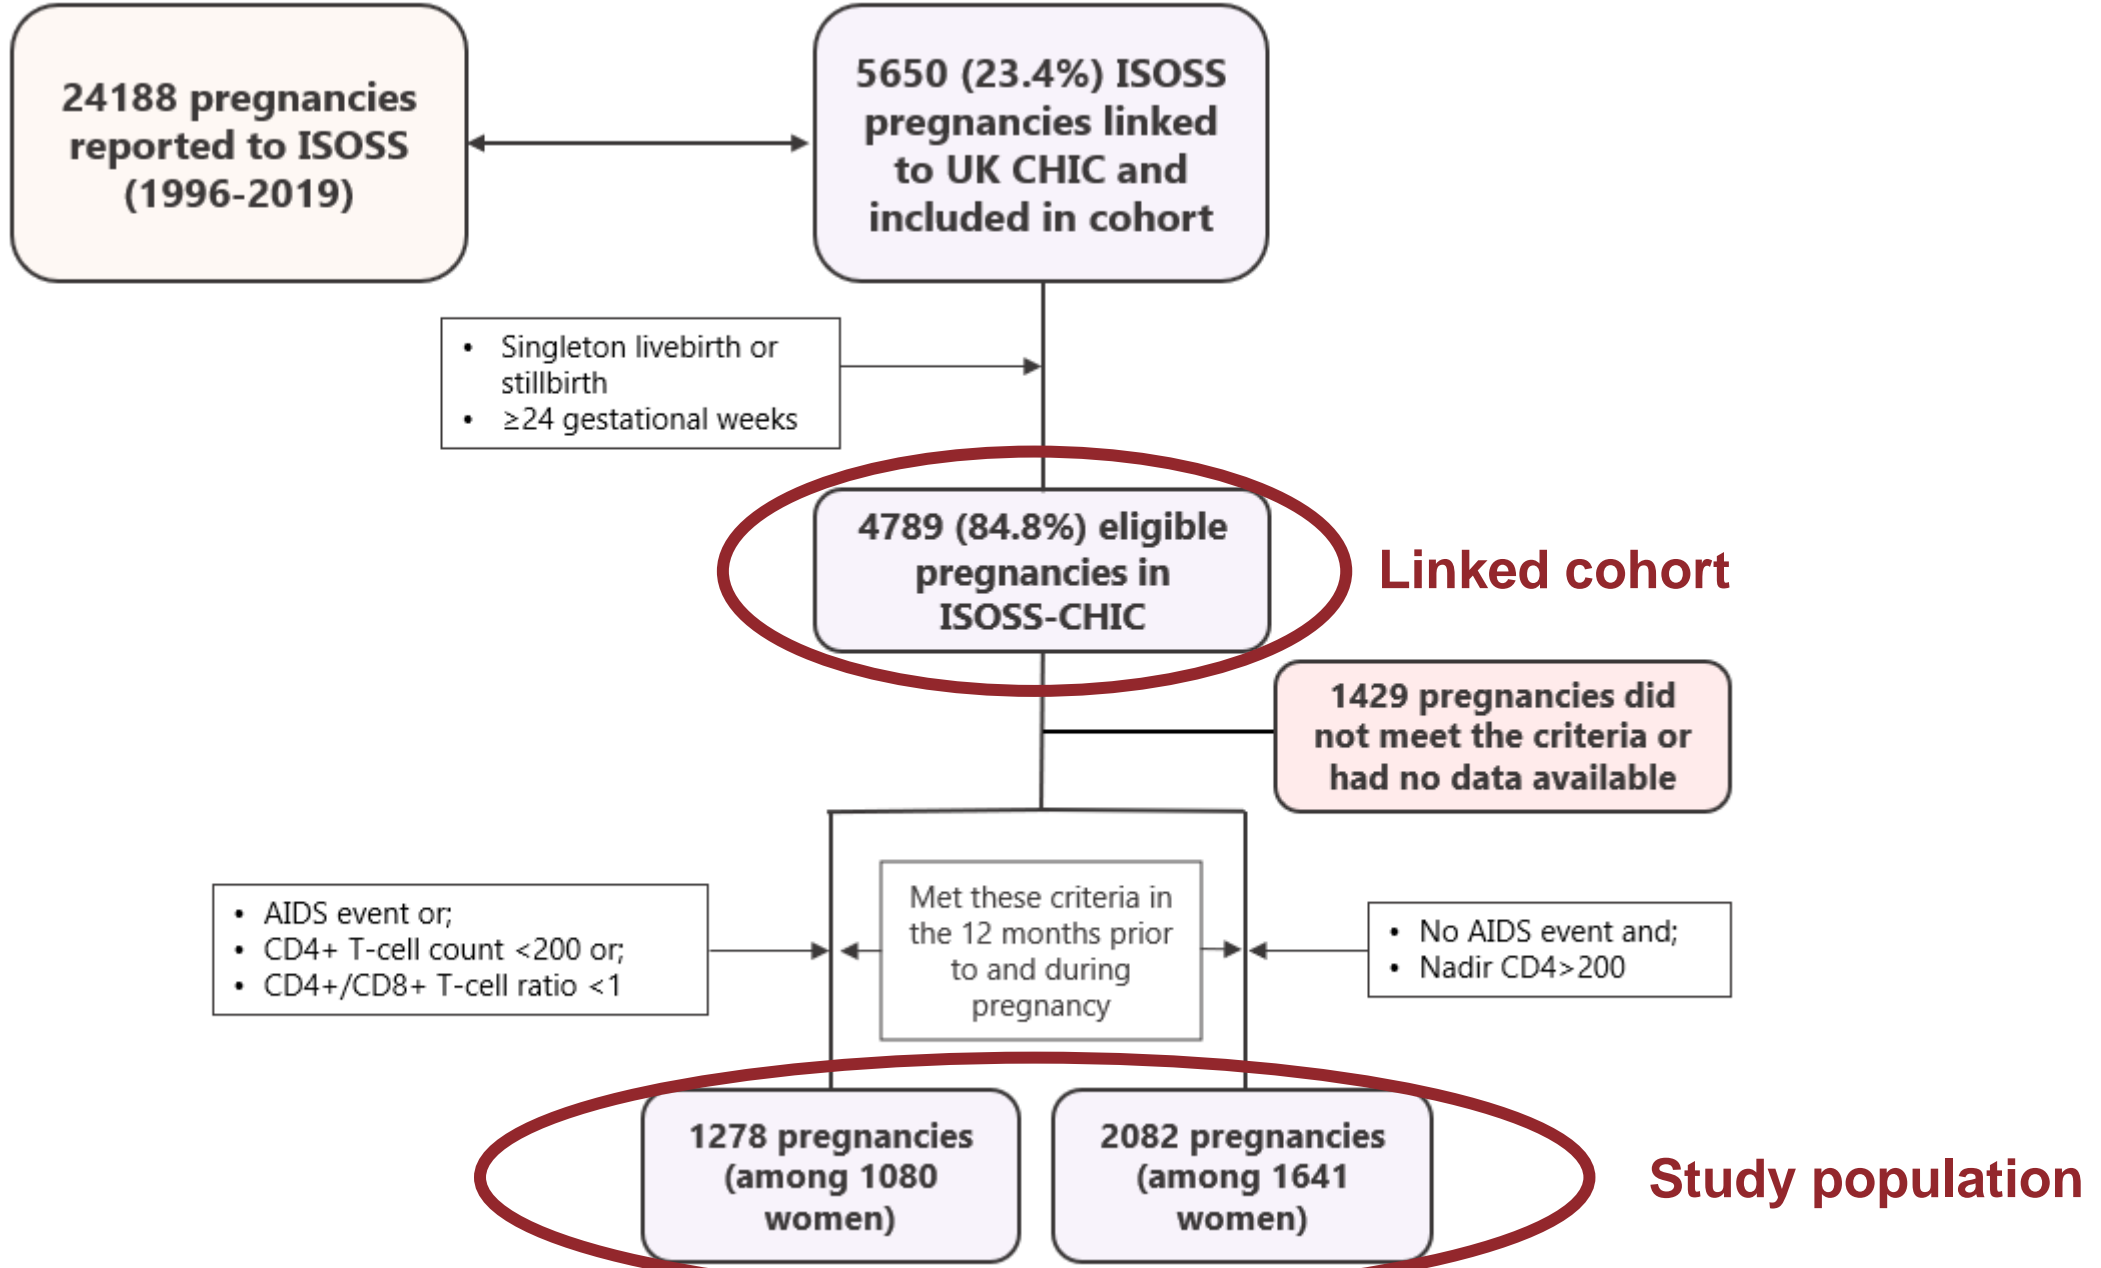 24188 pregnancies
reported to ISOSS
(1996-2019)
5650 (23.4%) ISOSS
pregnancies linked
to UK CHIC and
included in cohort
• Singleton livebirth or
stillbirth
• ≥24 gestational weeks
4789 (84.8%) eligible
pregnancies in
ISOSS-CHIC
Linked cohort
1429 pregnancies did
not meet the criteria or
had no data available
• AIDS event or;
• CD4+ T-cell count <200 or;
• CD4+/CD8+ T-cell ratio <1
Met these criteria in
the 12 months prior
to and during
pregnancy
• No AIDS event and;
• Nadir CD4>200
1278 pregnancies
(among 1080
women)
2082 pregnancies
(among 1641
women)
Study population